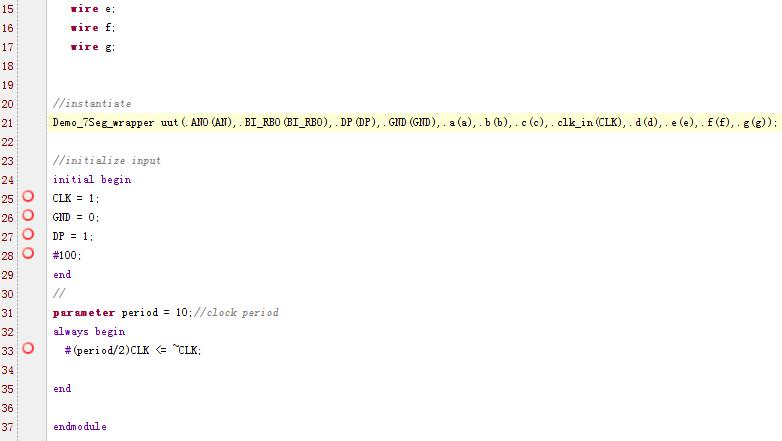 15 wire e;
16 wire f;
17 wire g;
18
19
20 //instantiate
21 Demo_7Seg_wrapper uut(.AN0(AN),.BI_RBO(BI_RBO),.DP(DP),.GND(GND),.a(a),.b(b),.c(c),.clk_in(CLK),.d(d),.e(e),.f(f),.g(g));
22
23 //initialize input
24 initial begin
25 CLK = 1;
26 GND = 0;
27 DP = 1;
28 #100;
29 end
30 //
31 parameter period = 10;//clock period
32 always begin
33 #(period/2)CLK <= ~CLK;
34
35 end
36
37 endmodule